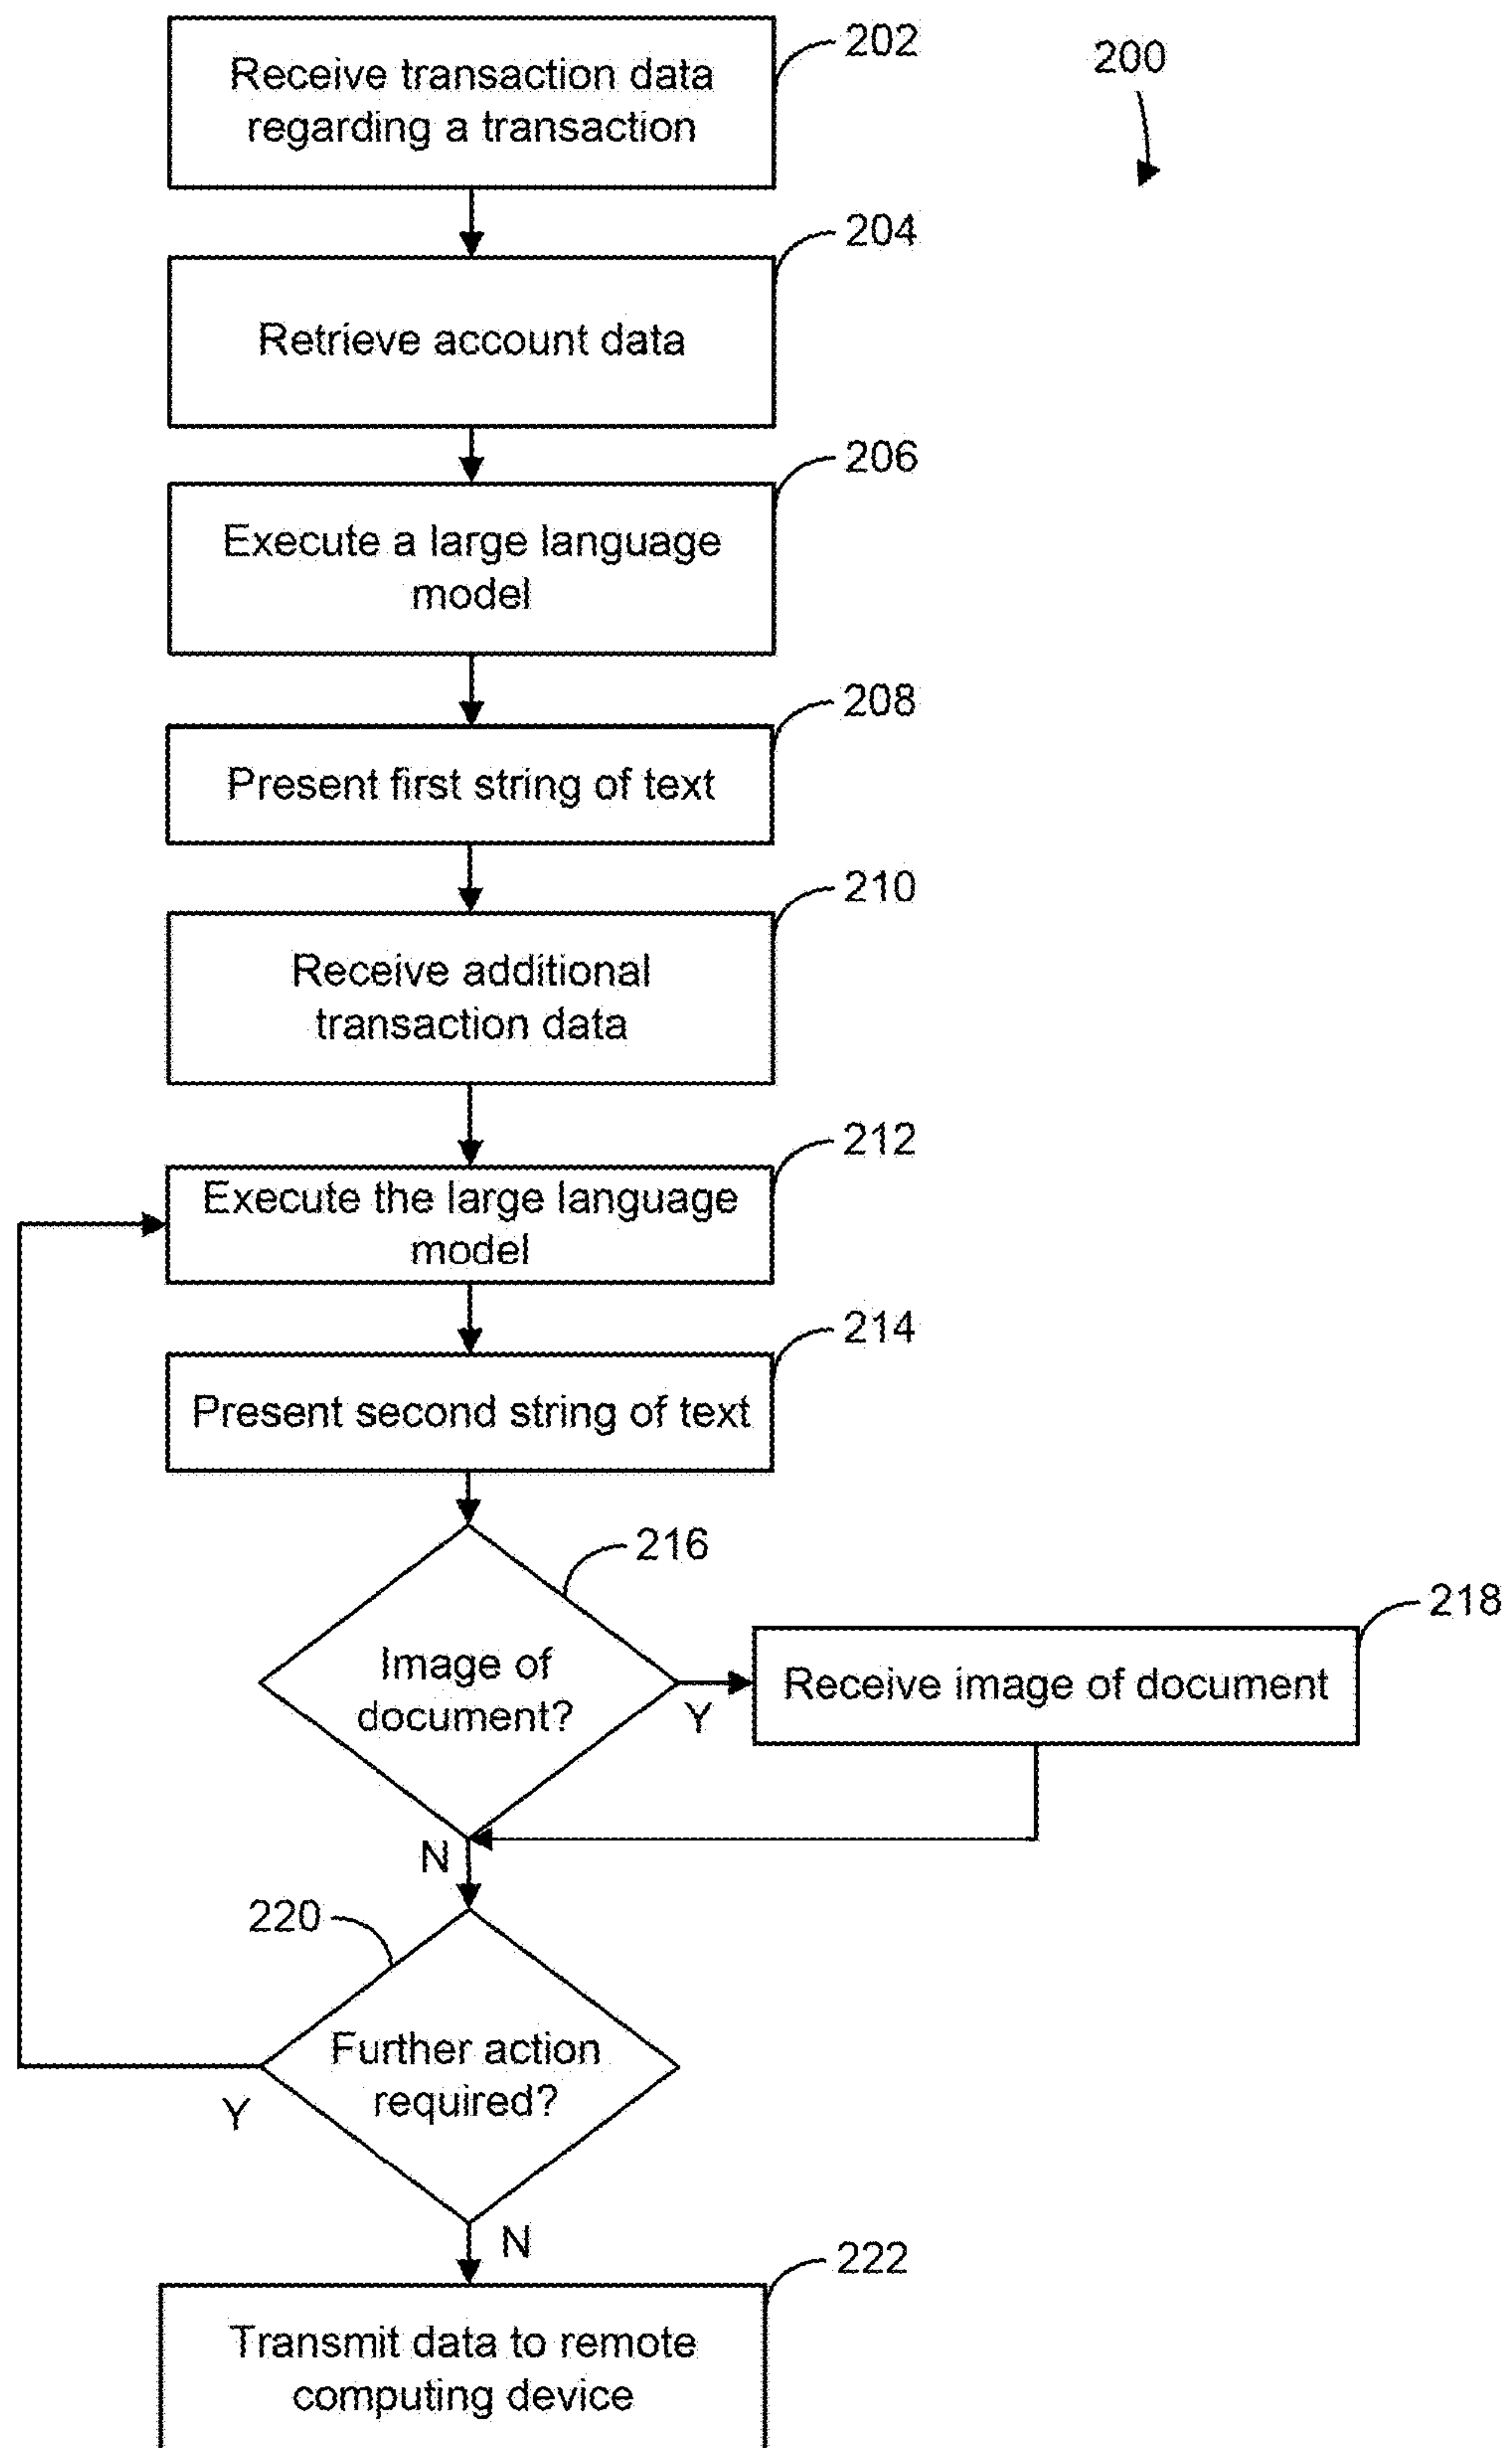 202
200
Receive transaction data
regarding a transaction
204
Retrieve account data
206
Execute a large language
model
208
Present first string of text
210
Receive additional
transaction data
212
Execute the large language
model
214
Present second string of text
216
Image of
document?
Y
218
Receive image of document
N
220
Further action
required?
Y
N
222
Transmit data to remote
computing device